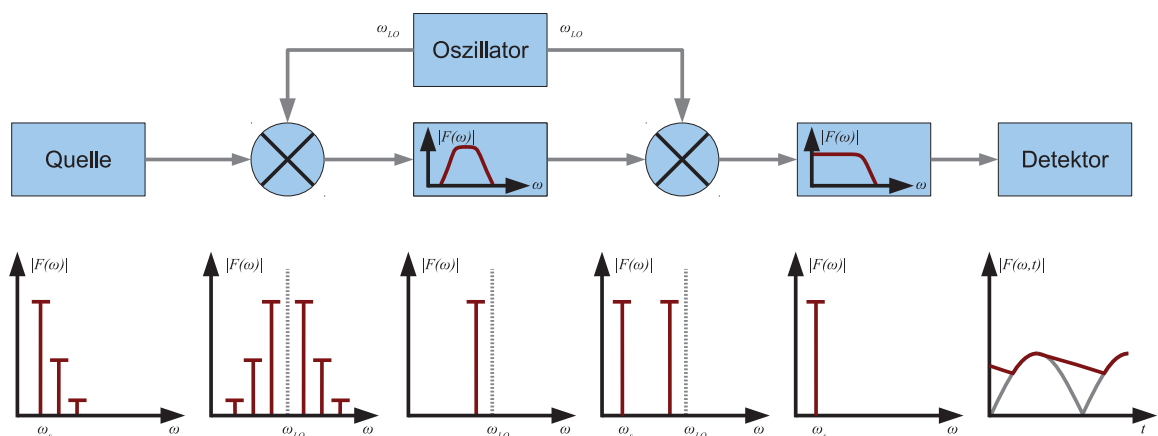 ω_LO
Oszillator
ω_LO
Quelle
|F(ω)|
ω
|F(ω)|
ω
Detektor
|F(ω)|
ω_s
ω
|F(ω)|
ω_LO
ω
|F(ω)|
ω_LO
ω
|F(ω)|
ω_s
ω_LO
ω
|F(ω)|
ω_s
ω
|F(ω,t)|
t